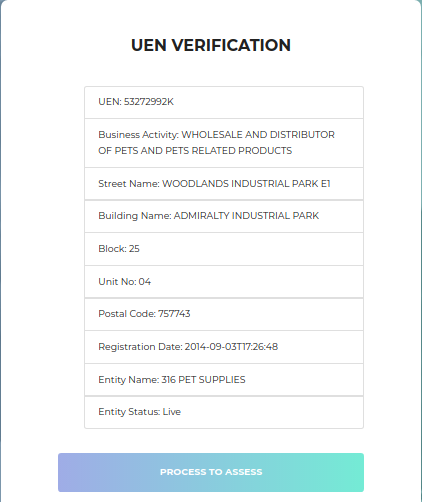 UEN VERIFICATION
UEN: 53272992K
Business Activity: WHOLESALE AND DISTRIBUTOR
OF PETS AND PETS RELATED PRODUCTS
Street Name: WOODLANDS INDUSTRIAL PARK E1
Building Name: ADMIRALTY INDUSTRIAL PARK
Block: 25
Unit No: 04
Postal Code: 757743
Registration Date: 2014-09-03T17:26:48
Entity Name: 316 PET SUPPLIES
Entity Status: Live
PROCESS TO ASSESS